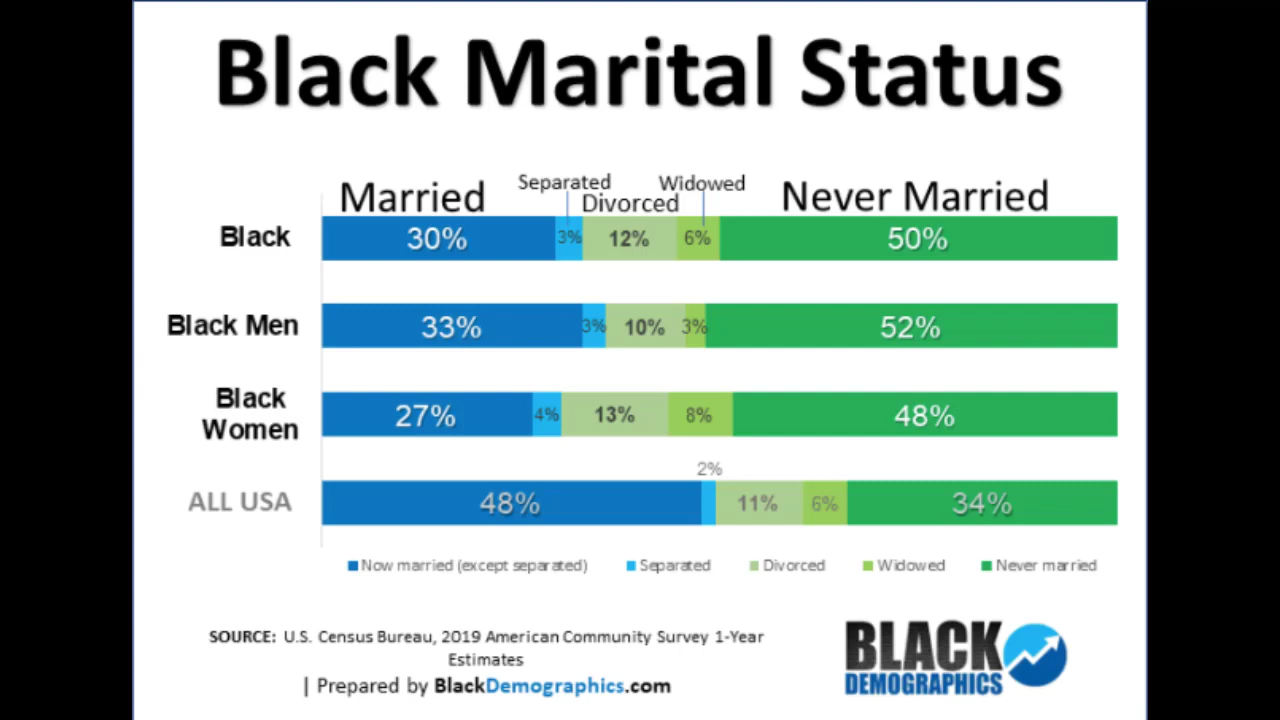 Black Marital Status
Separated Widowed
Married Divorced Never Married
Black 30% 3% 12% 6% 50%
Black Men 33% 3% 10% 3% 52%
Black
Women 27% 4% 13% 8% 48%
2%
ALL USA 48% 11% 6% 34%
Now married (except separated) Separated Divorced Widowed Never married
SOURCE: U.S. Census Bureau, 2019 American Community Survey 1-Year
Estimates
| Prepared by BlackDemographics.com
BLACK
DEMOGRAPHICS